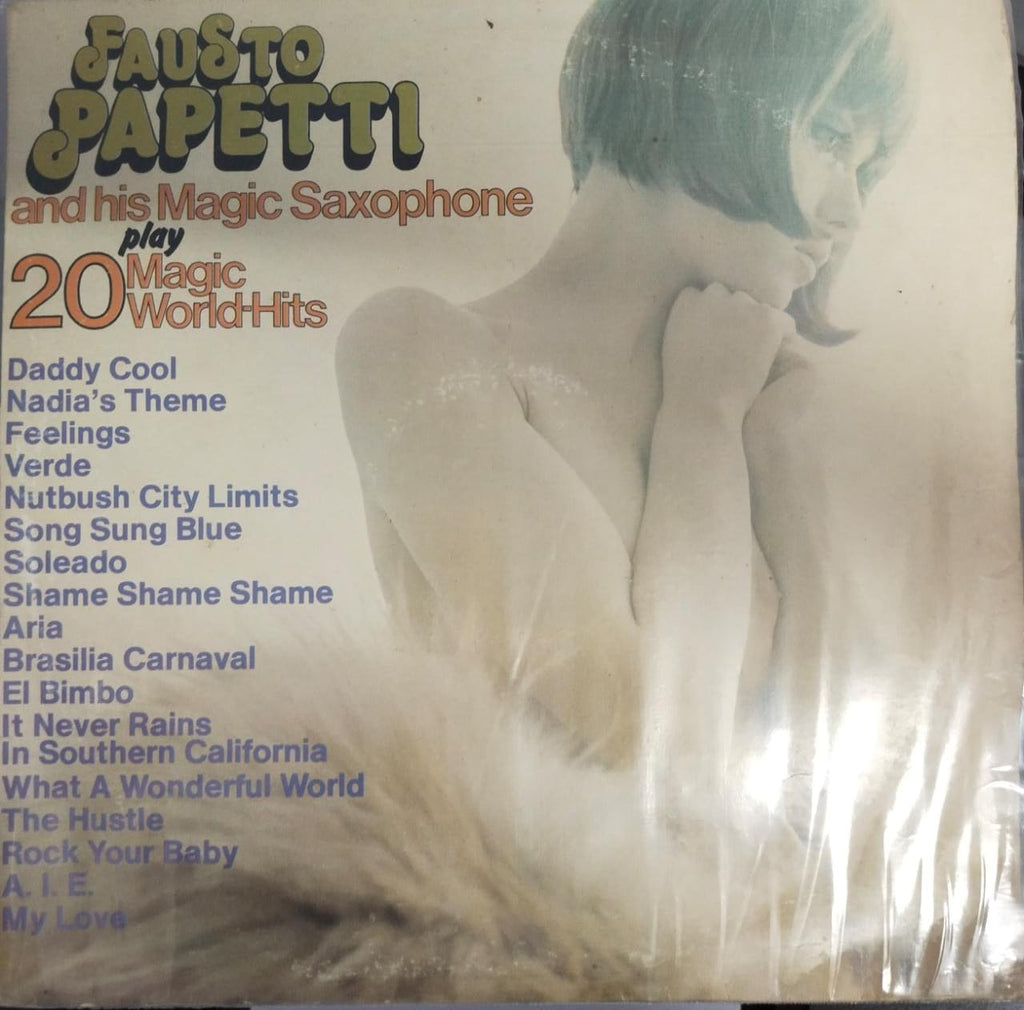 FAUSTO
PAPETTI
and his Magic Saxophone
play
20 Magic
World-Hits
Daddy Cool
Nadia's Theme
Feelings
Verde
Nutbush City Limits
Song Sung Blue
Soleado
Shame Shame Shame
Aria
Brasilia Carnaval
El Bimbo
It Never Rains
In Southern California
What A Wonderful World
The Hustle
Rock Your Baby
A. I. E.
My Love